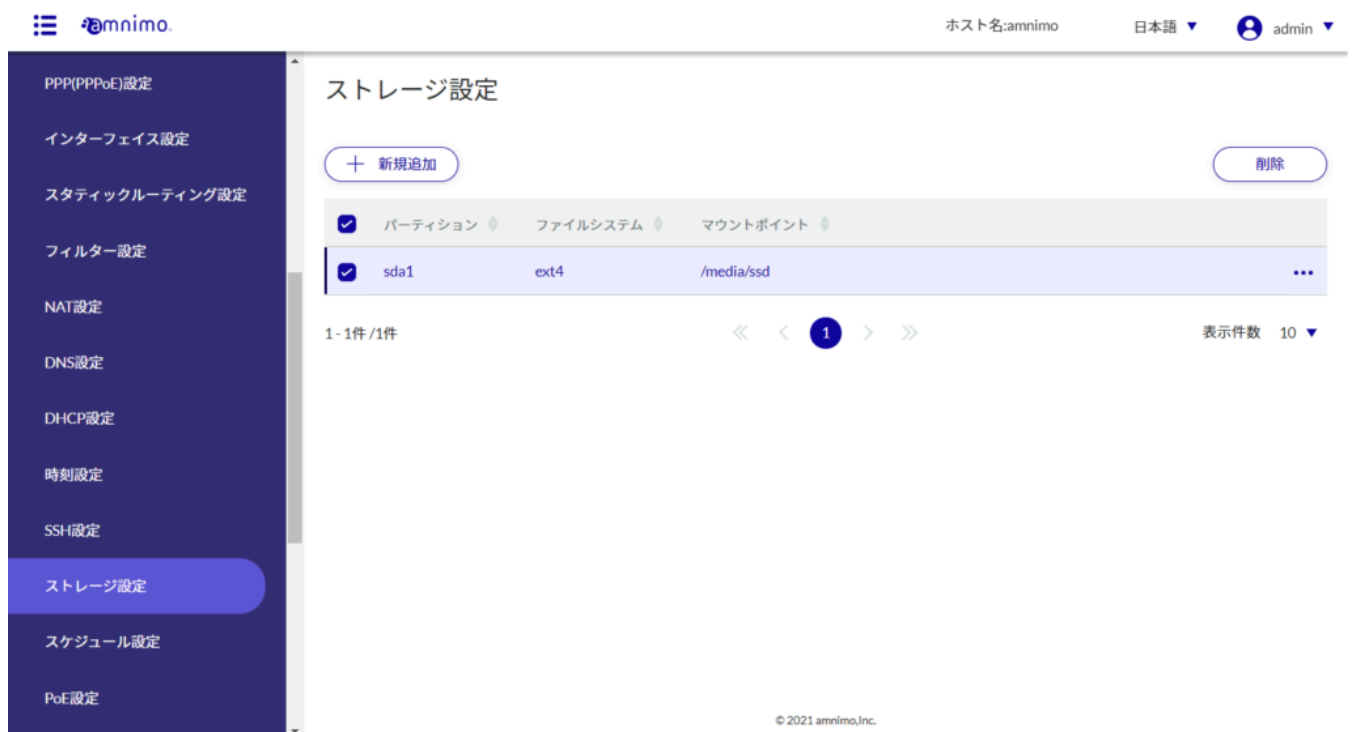 amnimo.
ホスト名:amnimo 日本語 ▼ admin ▼
PPP(PPPoE)設定
インターフェイス設定
スタティックルーティング設定
フィルター設定
NAT設定
DNS設定
DHCP設定
時刻設定
SSH設定
ストレージ設定
スケジュール設定
PoE設定
ストレージ設定
＋ 新規追加
削除
パーティション ファイルシステム マウントポイント
sda1 ext4 /media/ssd •••
1 - 1件 /1件 1 表示件数 10 ▼
© 2021 amnimo,Inc.